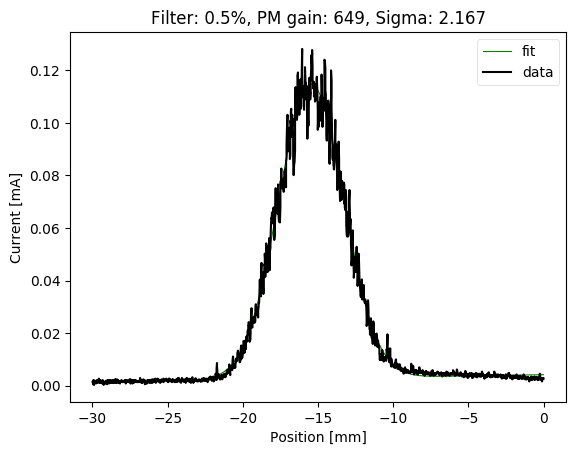 Filter: 0.5%, PM gain: 649, Sigma: 2.167
fit
data
0.12
0.10
0.08
0.06
0.04
0.02
0.00
Current [mA]
−30 −25 −20 −15 −10 −5 0
Position [mm]